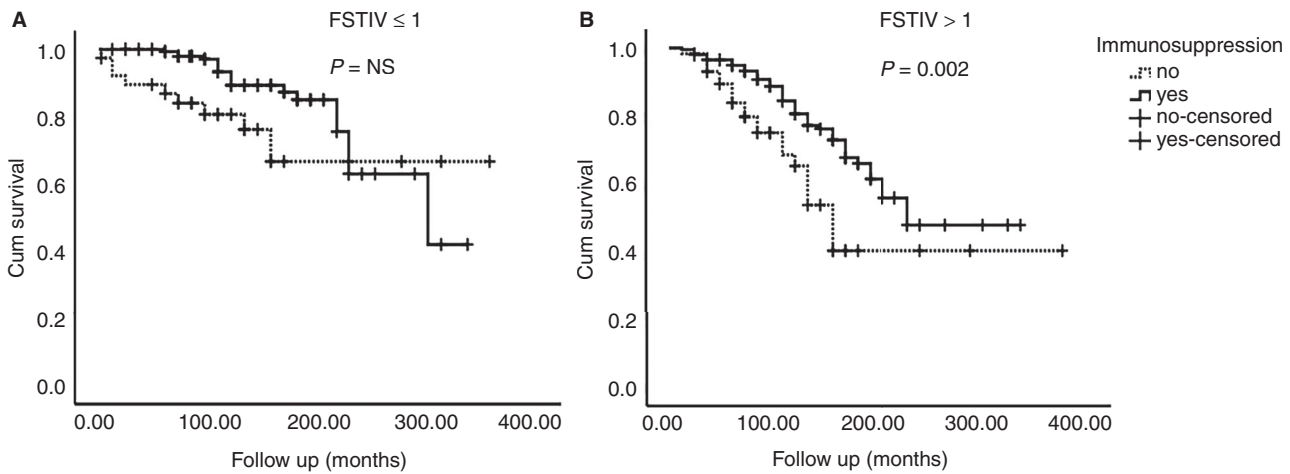 A
FSTIV ≤ 1
P = NS
1.0
0.8
0.6
0.4
0.2
0.0
Cum survival
0.00 100.00 200.00 300.00 400.00
Follow up (months)
B
FSTIV > 1
P = 0.002
1.0
0.8
0.6
0.4
0.2
0.0
Cum survival
0.00 100.00 200.00 300.00 400.00
Follow up (months)
Immunosuppression
no
yes
no-censored
yes-censored